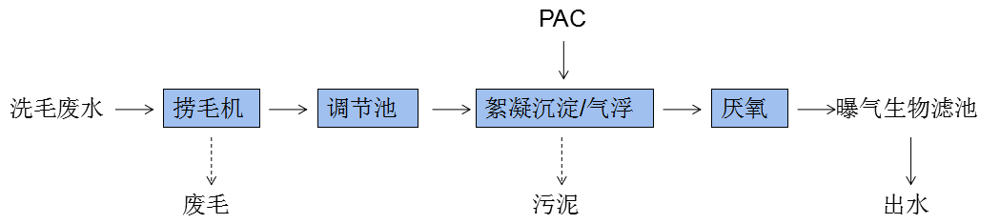 PAC
洗毛废水
捞毛机
调节池
絮凝沉淀/气浮
厌氧
曝气生物滤池
废毛
污泥
出水